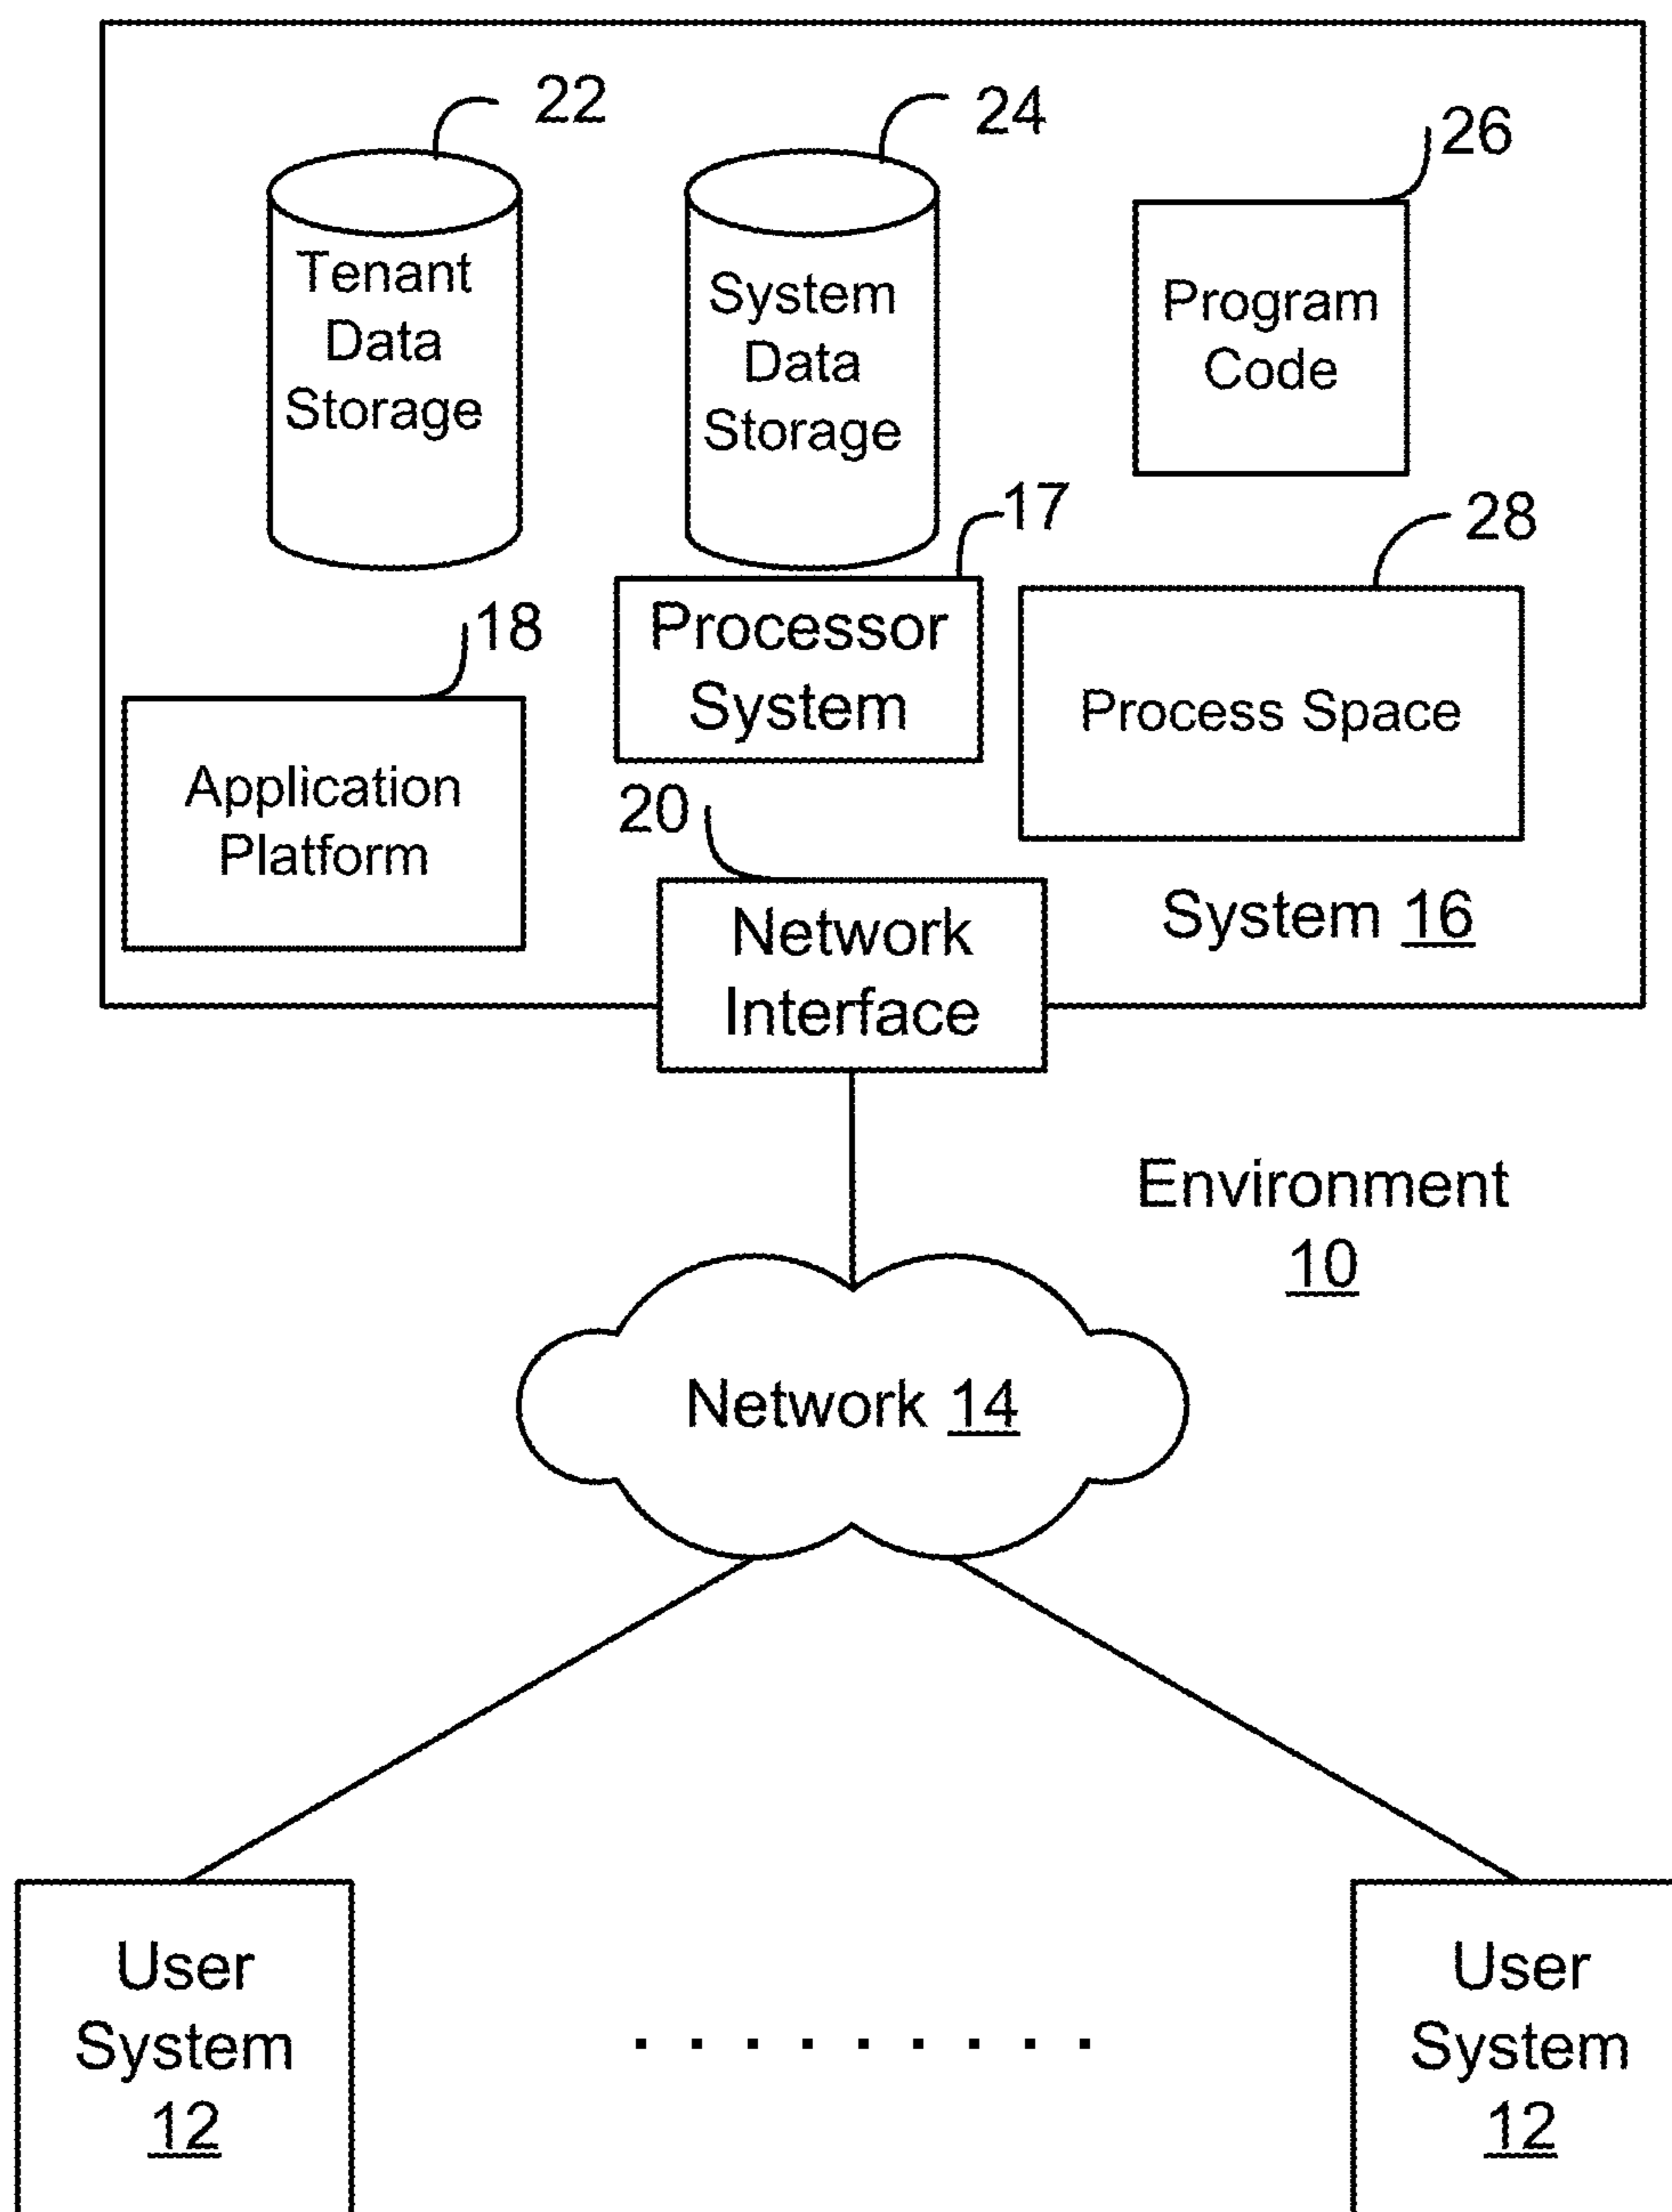 22
24
26
Tenant
Data
Storage
System
Data
Storage
Program
Code
17
28
18
Processor
System
Process Space
Application
Platform
20
Network
Interface
System 16
Environment
10
Network 14
User
System
12
. . . . . . . . .
User
System
12